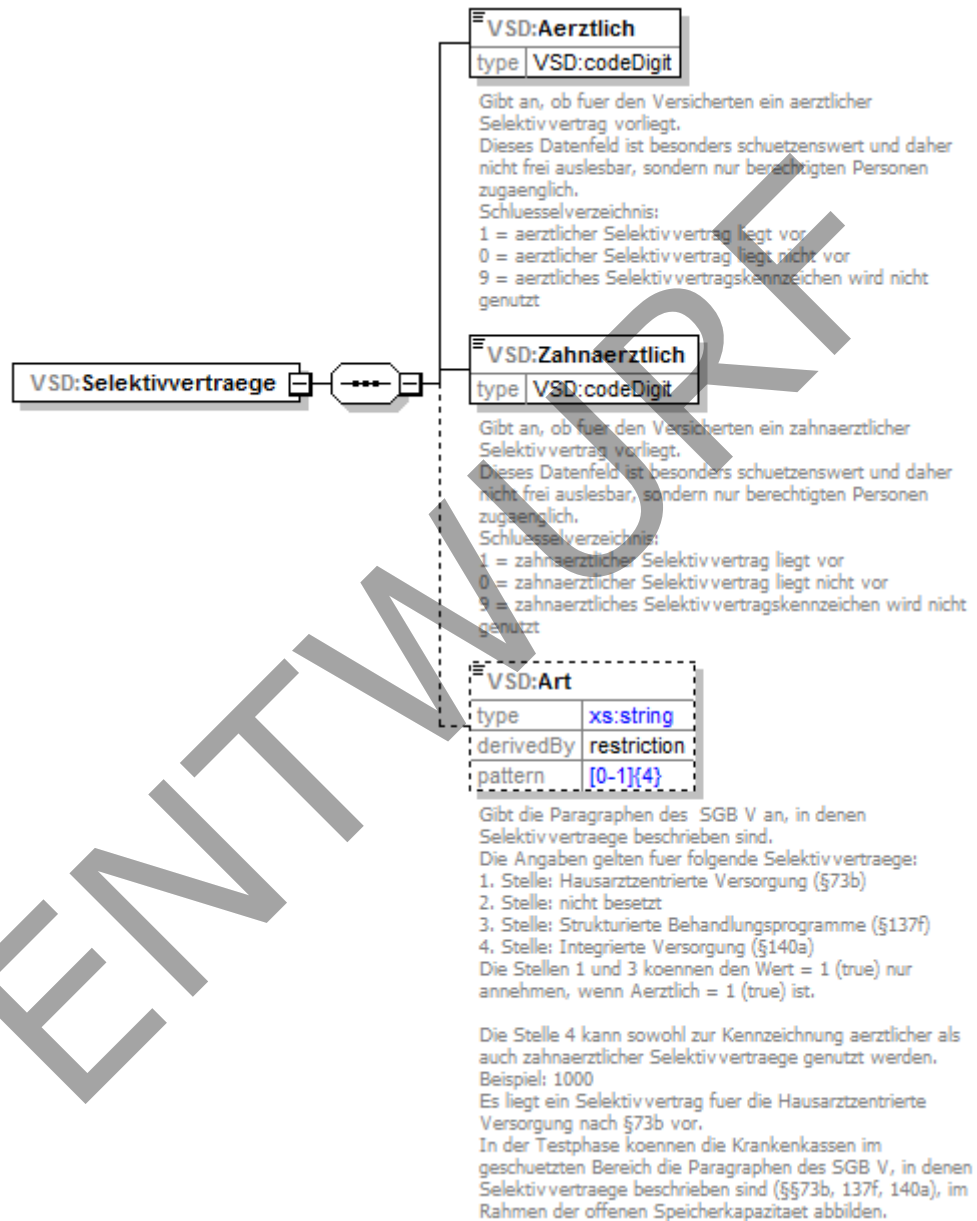 VSD:Aerztlich
type VSD:codeDigit
Gibt an, ob fuer den Versicherten ein aerztlicher
Selektivvertrag vorliegt.
Dieses Datenfeld ist besonders schuetzenswert und daher
nicht frei auslesbar, sondern nur berechtigten Personen
zugaenglich.
Schluesselverzeichnis:
1 = aerztlicher Selektivvertrag liegt vor
0 = aerztlicher Selektivvertrag liegt nicht vor
9 = aerztliches Selektivvertragskennzeichen wird nicht
genutzt
VSD:Selektivvertraege
VSD:Zahnaerztlich
type VSD:codeDigit
Gibt an, ob fuer den Versicherten ein zahnaerztlicher
Selektivvertrag vorliegt.
Dieses Datenfeld ist besonders schuetzenswert und daher
nicht frei auslesbar, sondern nur berechtigten Personen
zugaenglich.
Schluesselverzeichnis:
1 = zahnaerztlicher Selektivvertrag liegt vor
0 = zahnaerztlicher Selektivvertrag liegt nicht vor
9 = zahnaerztliches Selektivvertragskennzeichen wird nicht
genutzt
VSD:Art
type xs:string
derivedBy restriction
pattern [0-1]{4}
Gibt die Paragraphen des SGB V an, in denen
Selektivvertraege beschrieben sind.
Die Angaben gelten fuer folgende Selektivvertraege:
1. Stelle: Hausarztzentrierte Versorgung (§73b)
2. Stelle: nicht besetzt
3. Stelle: Strukturierte Behandlungsprogramme (§137f)
4. Stelle: Integrierte Versorgung (§140a)
Die Stellen 1 und 3 koennen den Wert = 1 (true) nur
annehmen, wenn Aerztlich = 1 (true) ist.
Die Stelle 4 kann sowohl zur Kennzeichnung aerztlicher als
auch zahnaerztlicher Selektivvertraege genutzt werden.
Beispiel: 1000
Es liegt ein Selektivvertrag fuer die Hausarztzentrierte
Versorgung nach §73b vor.
In der Testphase koennen die Krankenkassen im
geschuetzten Bereich die Paragraphen des SGB V, in denen
Selektivvertraege beschrieben sind (§§73b, 137f, 140a), im
Rahmen der offenen Speicherkapazitaet abbilden.
ENTWURF